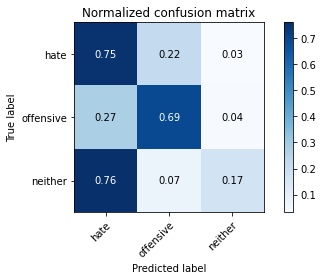 Normalized confusion matrix
True label
hate 0.75 0.22 0.03
offensive 0.27 0.69 0.04
neither 0.76 0.07 0.17
hate offensive neither
Predicted label
0.7
0.6
0.5
0.4
0.3
0.2
0.1